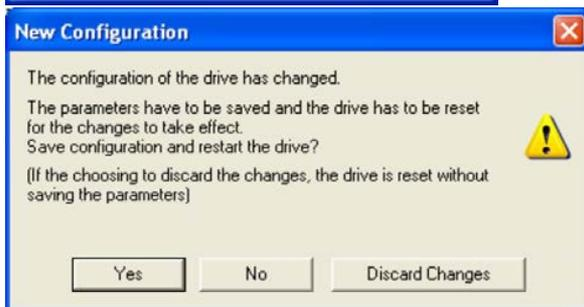 New Configuration
The configuration of the drive has changed.
The parameters have to be saved and the drive has to be reset
for the changes to take effect.
Save configuration and restart the drive?
(If the choosing to discard the changes, the drive is reset without
saving the parameters)
Yes No Discard Changes